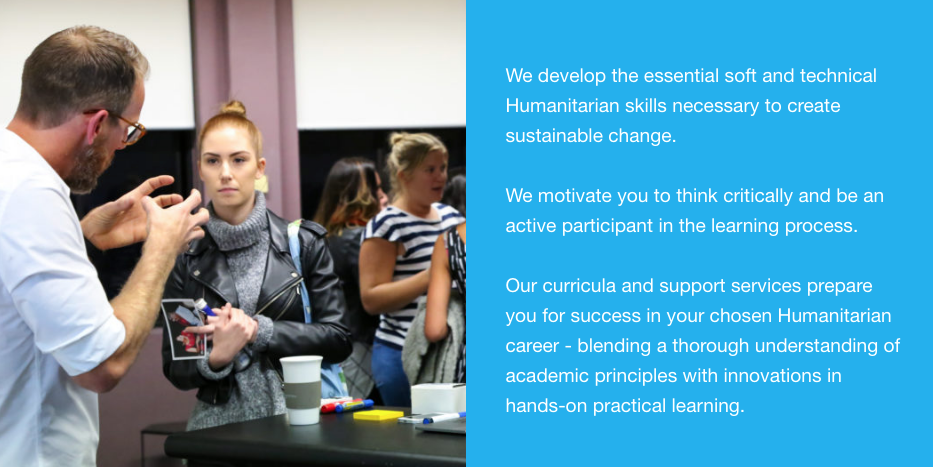 We develop the essential soft and technical
Humanitarian skills necessary to create
sustainable change.
We motivate you to think critically and be an
active participant in the learning process.
Our curricula and support services prepare
you for success in your chosen Humanitarian
career - blending a thorough understanding of
academic principles with innovations in
hands-on practical learning.